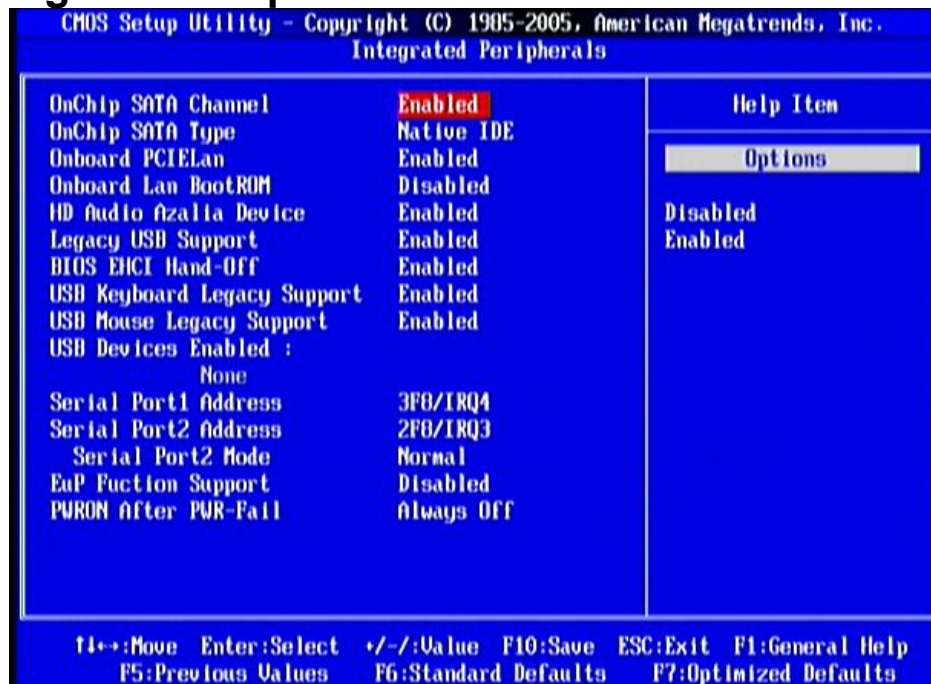 CMOS Setup Utility - Copyright (C) 1985-2005, American Megatrends, Inc.
Integrated Peripherals
OnChip SATA Channel Enabled
OnChip SATA Type Native IDE
Onboard PCIELan Enabled
Onboard Lan BootROM Disabled
HD Audio Azalia Device Enabled
Legacy USB Support Enabled
BIOS EHCI Hand-Off Enabled
USB Keyboard Legacy Support Enabled
USB Mouse Legacy Support Enabled
USB Devices Enabled :
None
Serial Port1 Address 3F8/IRQ4
Serial Port2 Address 2F8/IRQ3
Serial Port2 Mode Normal
EuP Fuction Support Disabled
PWRON After PWR-Fail Always Off
Help Item
Options
Disabled
Enabled
↑↓←→:Move Enter:Select +/-/:Value F10:Save ESC:Exit F1:General Help
F5:Previous Values F6:Standard Defaults F7:Optimized Defaults